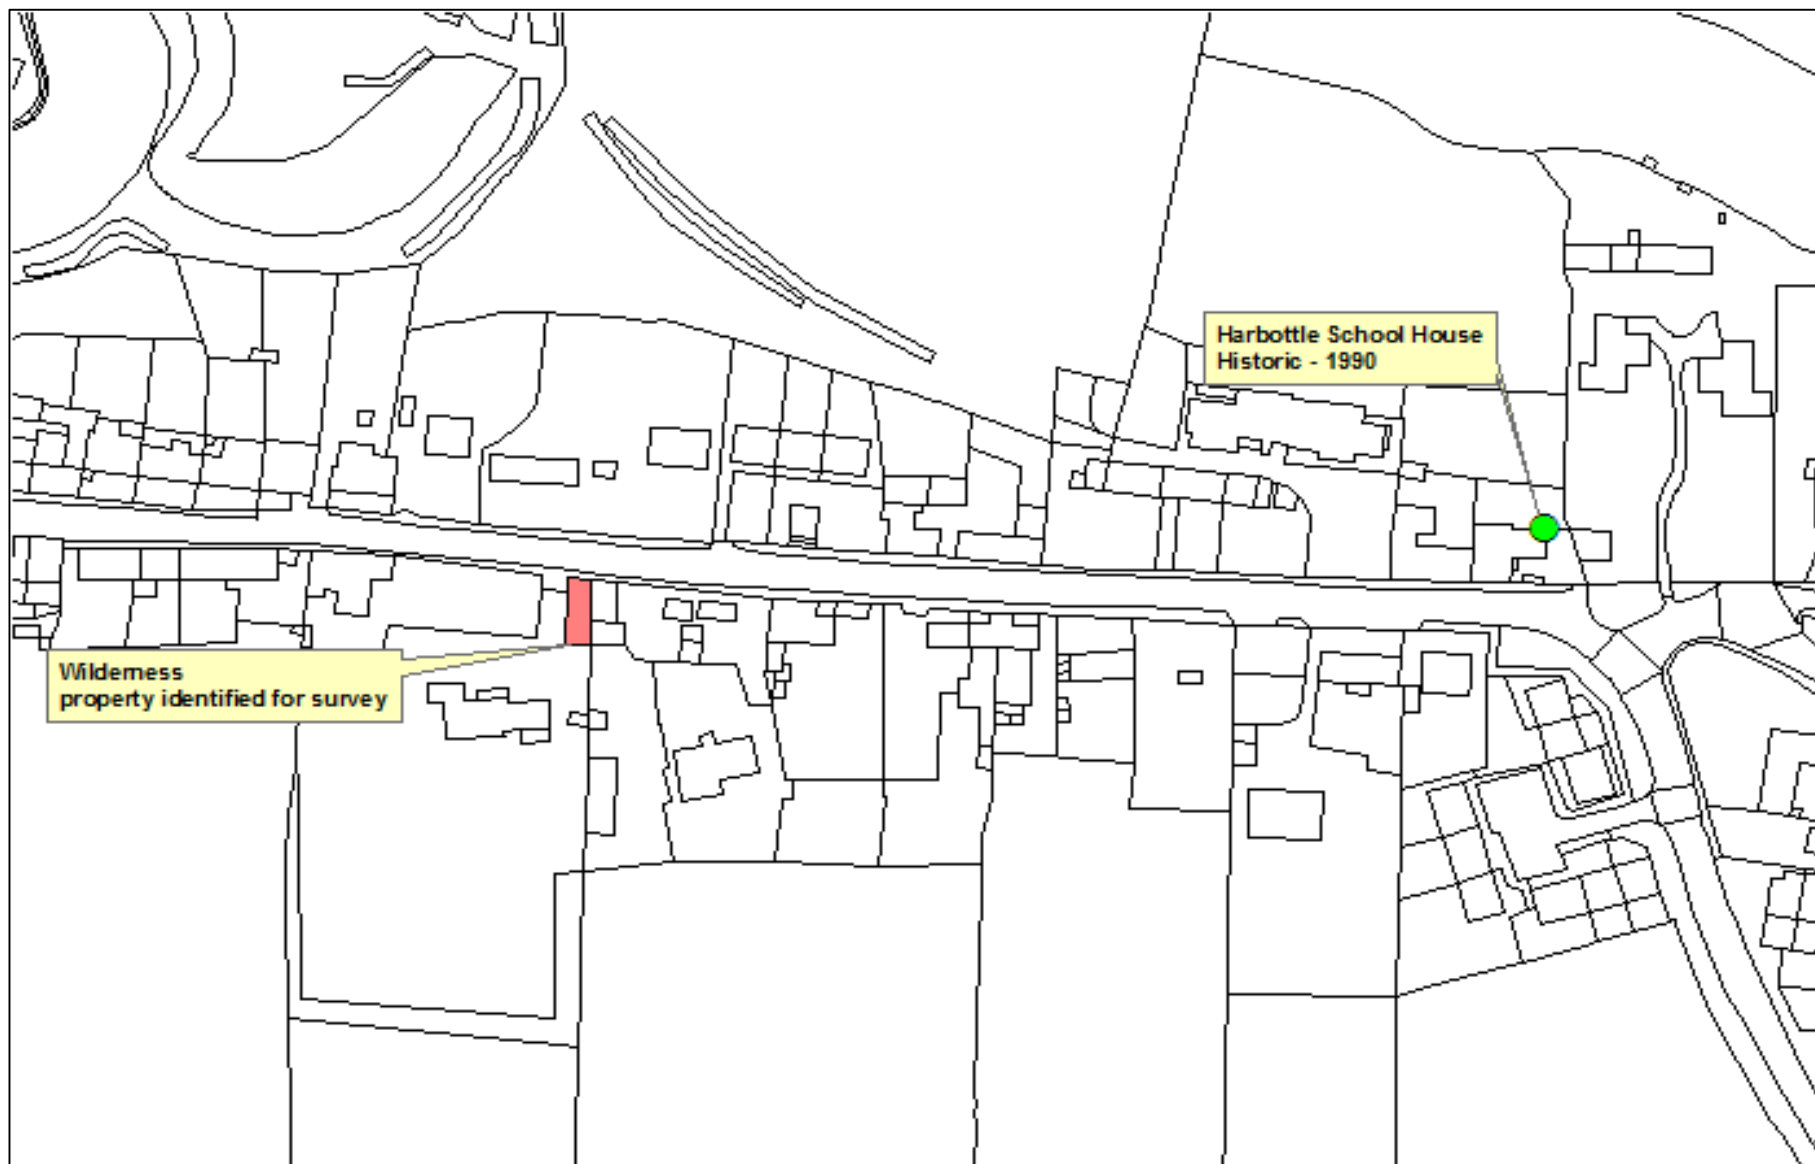 Harbottle School House
Historic - 1990
Wilderness
property identified for survey